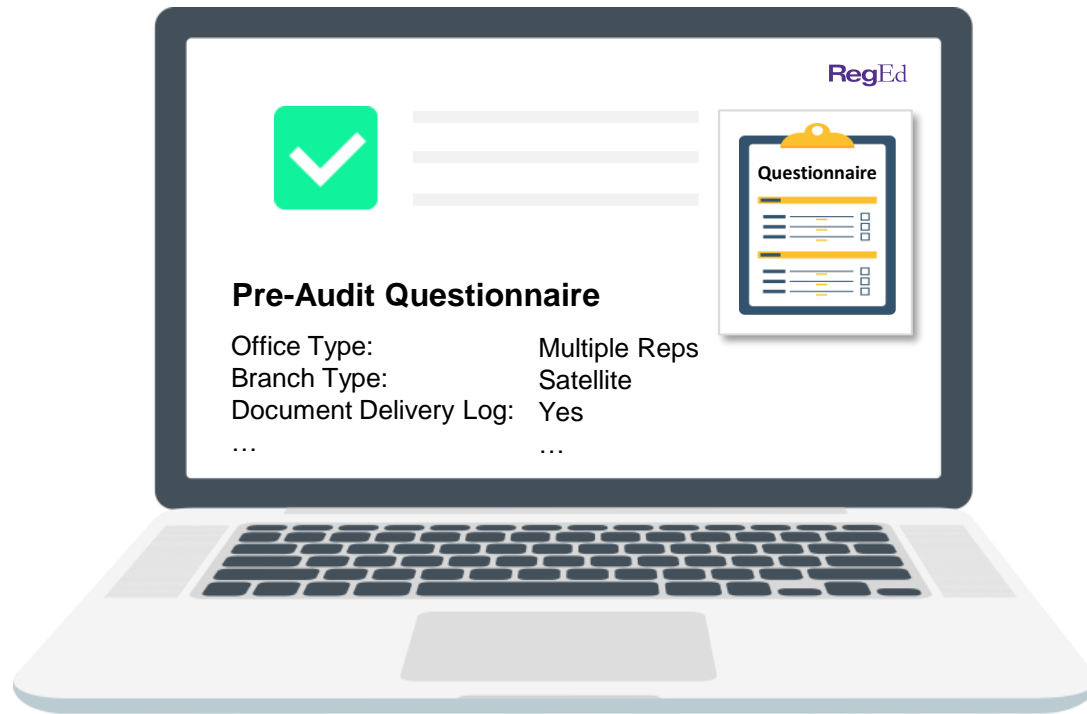 RegEd
Questionnaire
Pre-Audit Questionnaire
Office Type: Multiple Reps
Branch Type: Satellite
Document Delivery Log: Yes
… …